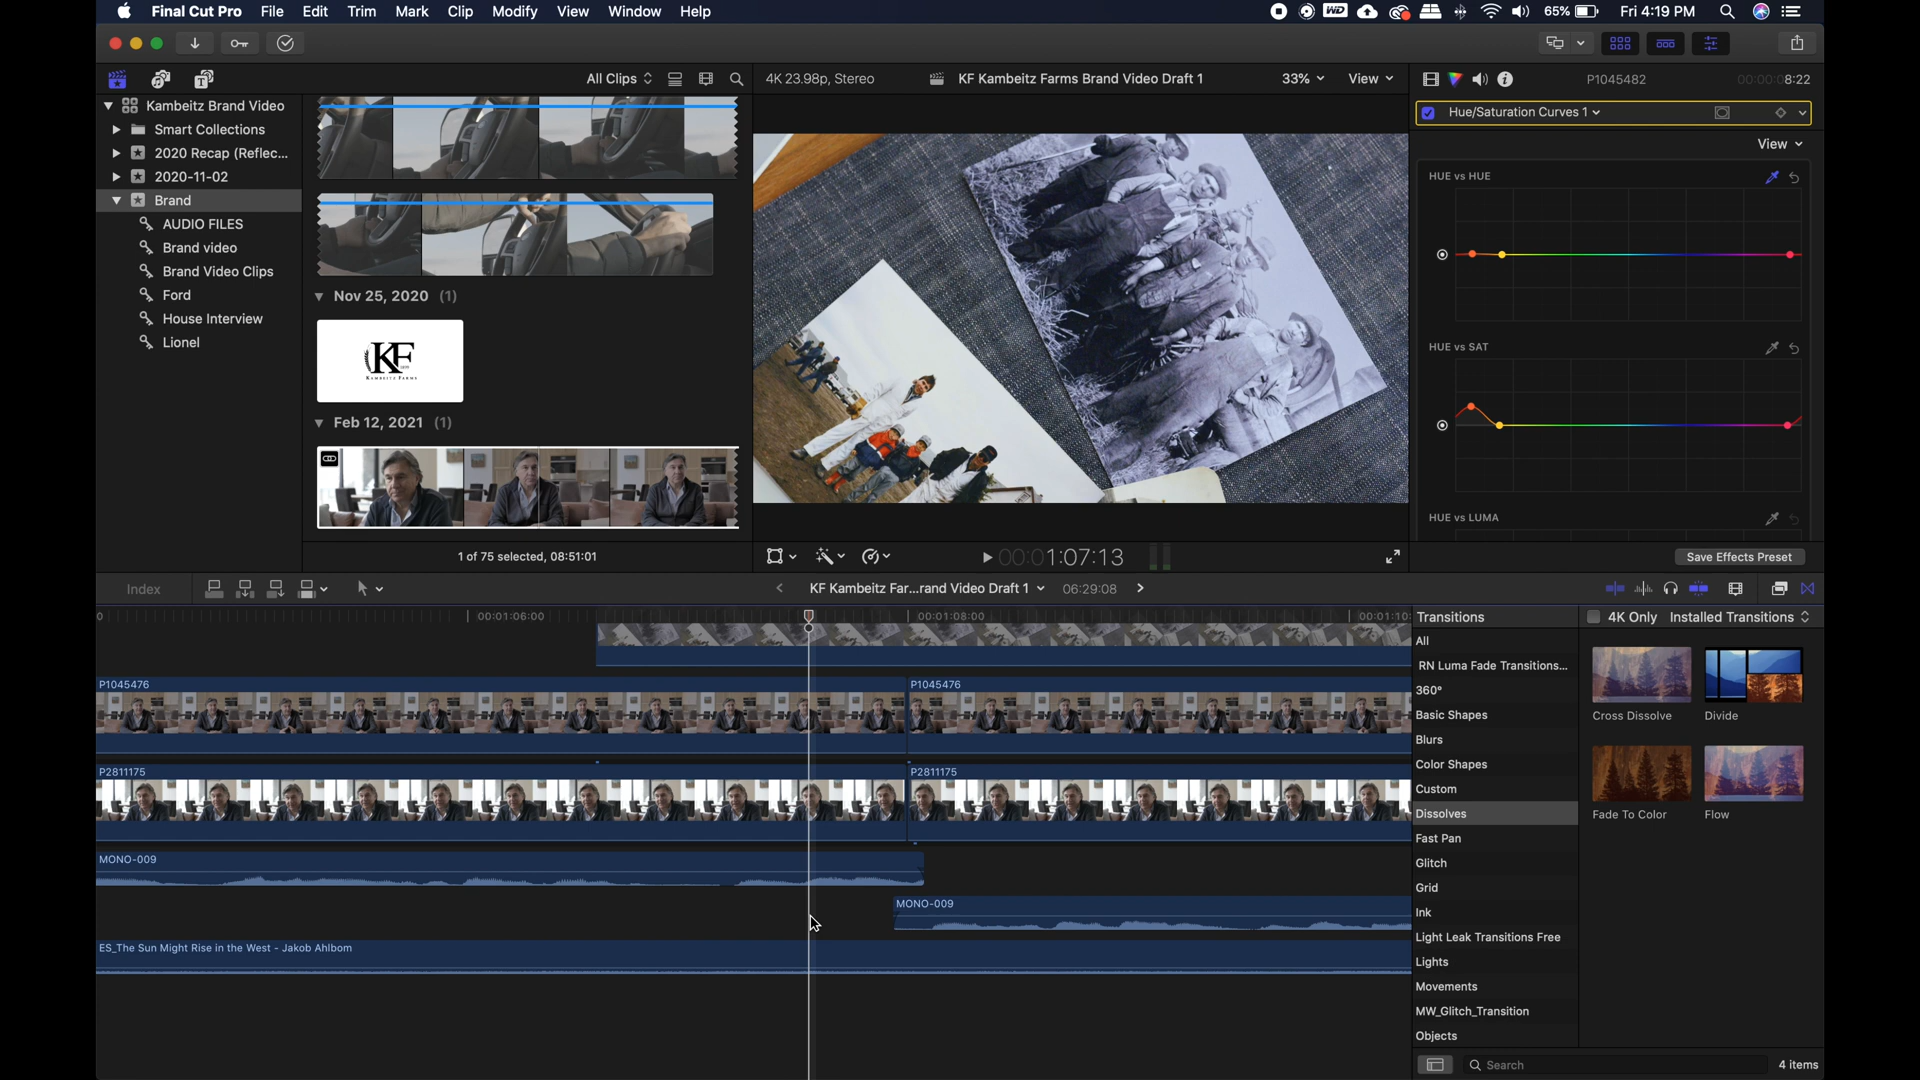 Final Cut Pro File Edit Trim Mark Clip Modify View Window Help
65% Fri 4:19 PM
All Clips
4K 23.98p, Stereo
KF Kambeitz Farms Brand Video Draft 1
33%
View
P1045482
00:00:08:22
Kambeitz Brand Video
Smart Collections
2020 Recap (Reflec...
2020-11-02
Brand
AUDIO FILES
Brand video
Brand Video Clips
Ford
House Interview
Lionel
Nov 25, 2020 (1)
KF
KAMBEITZ FARMS
Feb 12, 2021 (1)
1 of 75 selected, 08:51:01
00:01:07:13
Hue/Saturation Curves 1
View
HUE vs HUE
HUE vs SAT
HUE vs LUMA
Save Effects Preset
Index
KF Kambeitz Far...rand Video Draft 1
06:29:08
00:01:06:00
00:01:08:00
00:01:10:
P1045476
P1045476
P2811175
P2811175
MONO-009
MONO-009
ES_The Sun Might Rise in the West - Jakob Ahlbom
Transitions
All
RN Luma Fade Transitions...
360°
Basic Shapes
Blurs
Color Shapes
Custom
Dissolves
Fast Pan
Glitch
Grid
Ink
Light Leak Transitions Free
Lights
Movements
MW_Glitch_Transition
Objects
4K Only
Installed Transitions
Cross Dissolve
Divide
Fade To Color
Flow
Search
4 items